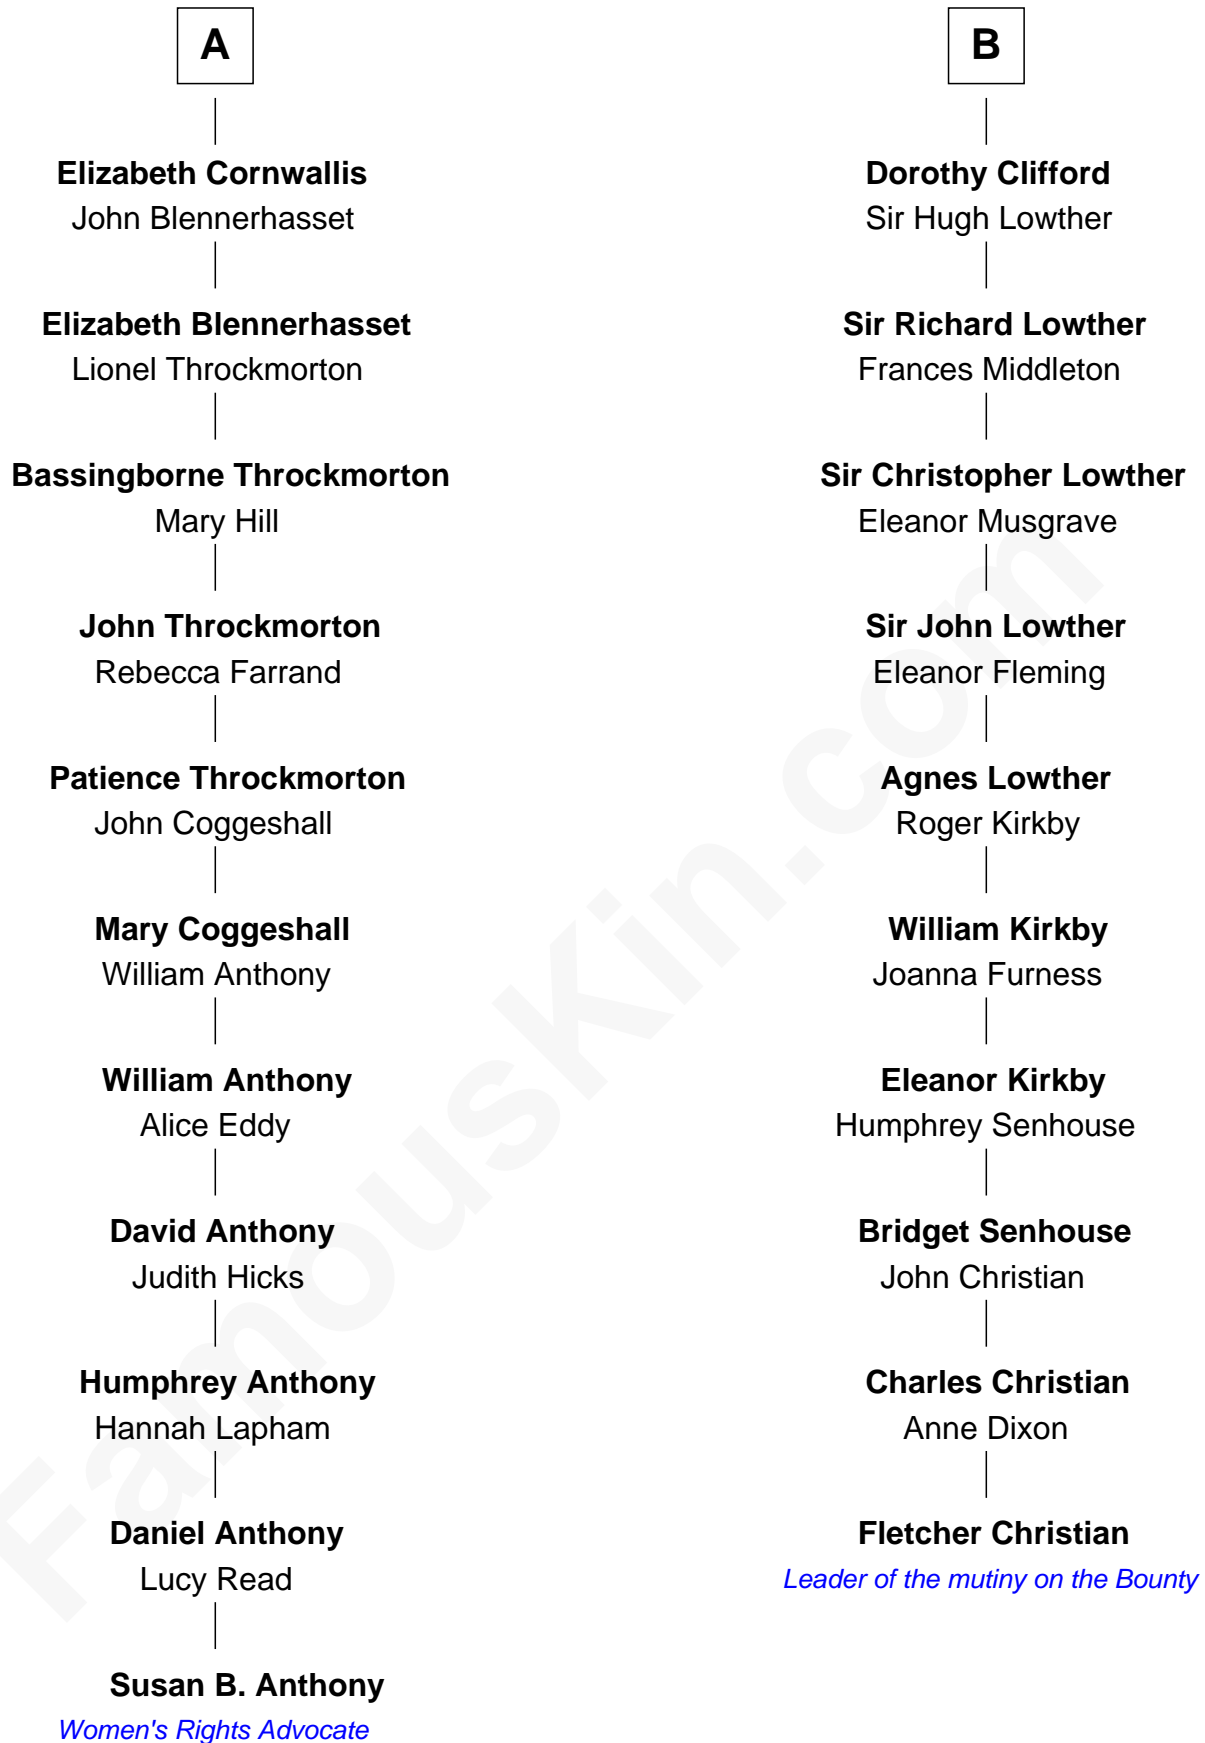 A
Elizabeth Cornwallis
John Blennerhasset
Elizabeth Blennerhasset
Lionel Throckmorton
Bassingborne Throckmorton
Mary Hill
John Throckmorton
Rebecca Farrand
Patience Throckmorton
John Coggeshall
Mary Coggeshall
William Anthony
William Anthony
Alice Eddy
David Anthony
Judith Hicks
Humphrey Anthony
Hannah Lapham
Daniel Anthony
Lucy Read
Susan B. Anthony
Women's Rights Advocate
B
Dorothy Clifford
Sir Hugh Lowther
Sir Richard Lowther
Frances Middleton
Sir Christopher Lowther
Eleanor Musgrave
Sir John Lowther
Eleanor Fleming
Agnes Lowther
Roger Kirkby
William Kirkby
Joanna Furness
Eleanor Kirkby
Humphrey Senhouse
Bridget Senhouse
John Christian
Charles Christian
Anne Dixon
Fletcher Christian
Leader of the mutiny on the Bounty
FamousKin.com